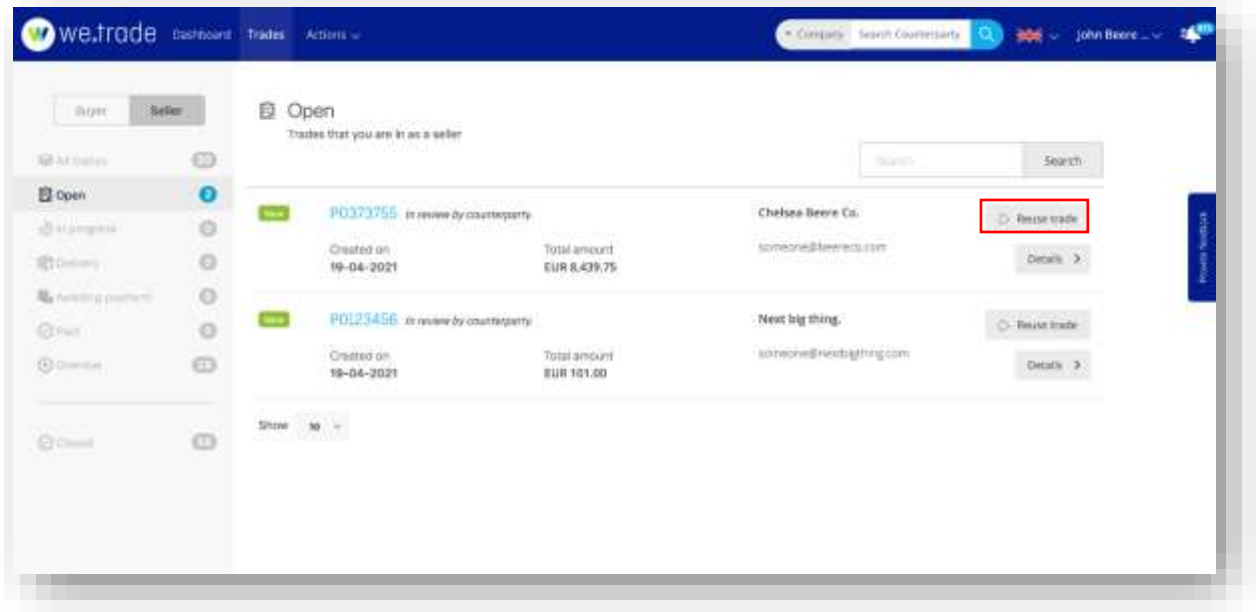 we.trade Dashboard Trades Actions Company Search Counterparty John Beere ...
Buyer Seller
All trades
Open 2
In progress
Delivery
Awaiting payment
Paid
Overdue
Closed
Open
Trades that you are in as a seller
Search Search
New PO373755 In review by counterparty
Chelsea Beere Co.
Reuse trade
Created on Total amount
19-04-2021 EUR 8,439.75
someone@beereco.com
Details >
New PO123456 In review by counterparty
Next big thing.
Reuse trade
Created on Total amount
19-04-2021 EUR 101.00
someone@nextbigthing.com
Details >
Show 10
Provide feedback